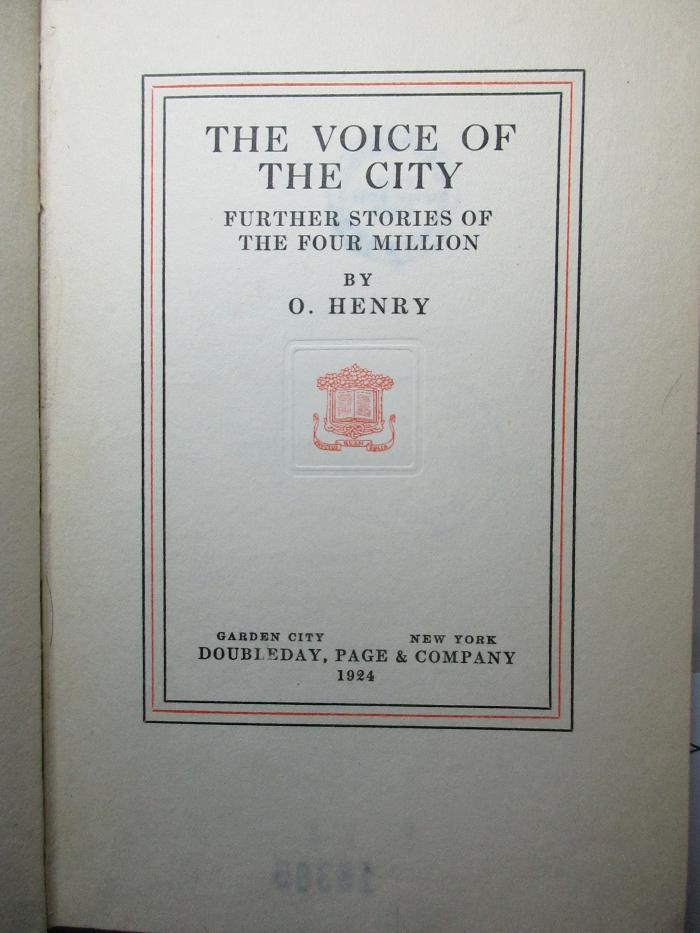 THE VOICE OF
THE CITY
FURTHER STORIES OF
THE FOUR MILLION
BY
O. HENRY
GARDEN CITY NEW YORK
DOUBLEDAY, PAGE & COMPANY
1924